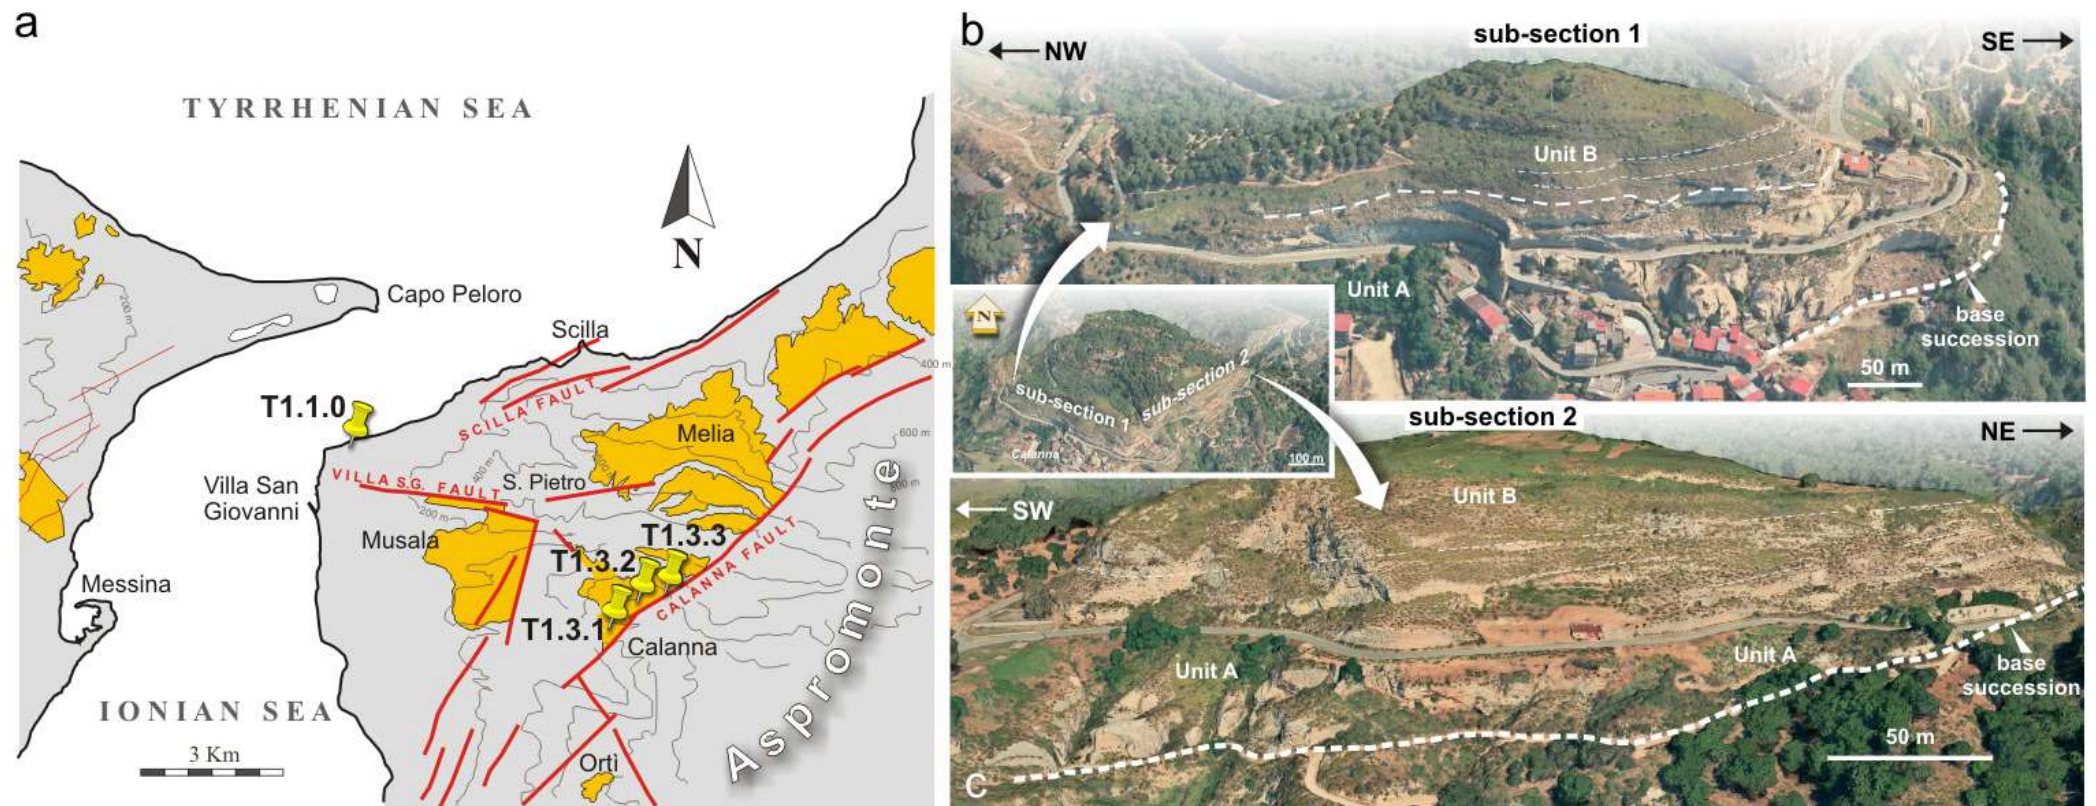 a
TYRRHENIAN SEA
N
200 m
Capo Peloro
Scilla
400 m
T1.1.0
SCILLA FAULT
Melia
600 m
VILLA S.G. FAULT
400 m
S. Pietro
Villa San
Giovanni
200 m
Musala
T1.3.3
T1.3.2
CALANNA FAULT
T1.3.1
Messina
Calanna
Aspromonte
IONIAN SEA
3 Km
Ortì
b
NW
sub-section 1
SE
Unit B
Unit A
base
succession
50 m
N
sub-section 1
sub-section 2
Calanna
100 m
sub-section 2
NE
SW
Unit B
Unit A
Unit A
base
succession
50 m
c